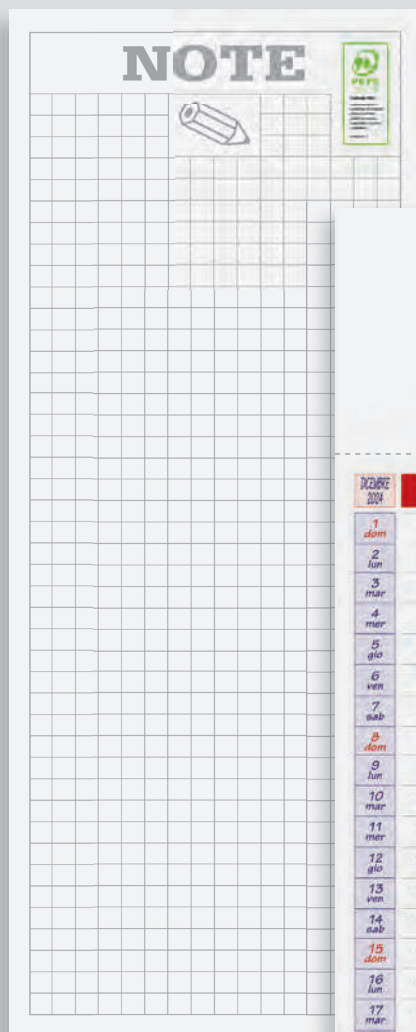 NOTE
PEFC
DICEMBRE
2024
1
dom
2
lun
3
mar
4
mer
5
gio
6
ven
7
sab
8
dom
9
lun
10
mar
11
mer
12
gio
13
ven
14
sab
15
dom
16
lun
17
mar